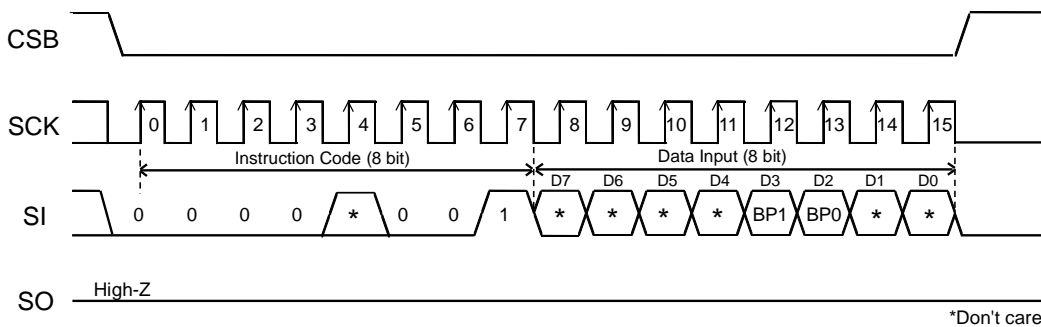 CSB
SCK 0 1 2 3 4 5 6 7 8 9 10 11 12 13 14 15
Instruction Code (8 bit) Data Input (8 bit)
D7 D6 D5 D4 D3 D2 D1 D0
SI 0 0 0 0 * 0 0 1 * * * * BP1 BP0 * *
High-Z
SO
*Don't care